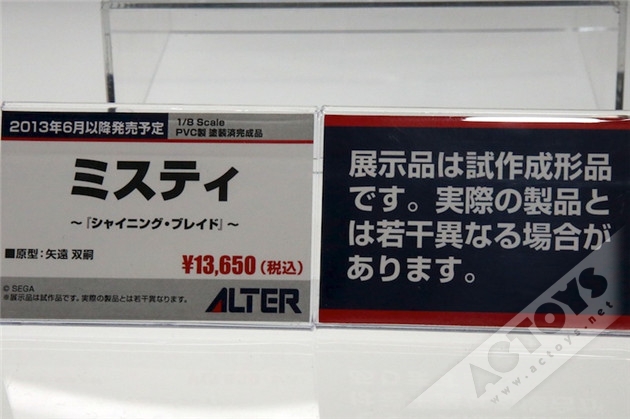 2013年6月以降発売予定
1/8 Scale
PVC製 塗装済完成品
ミスティ
～『シャイニング・ブレイド』～
■原型：矢遠 双嗣
¥13,650（税込）
© SEGA
※展示品は試作品です。実際の製品とは若干異なります。
ALTER
展示品は試作成形品
です。実際の製品と
は若干異なる場合が
あります。
ACTOYS
www.actoys.net